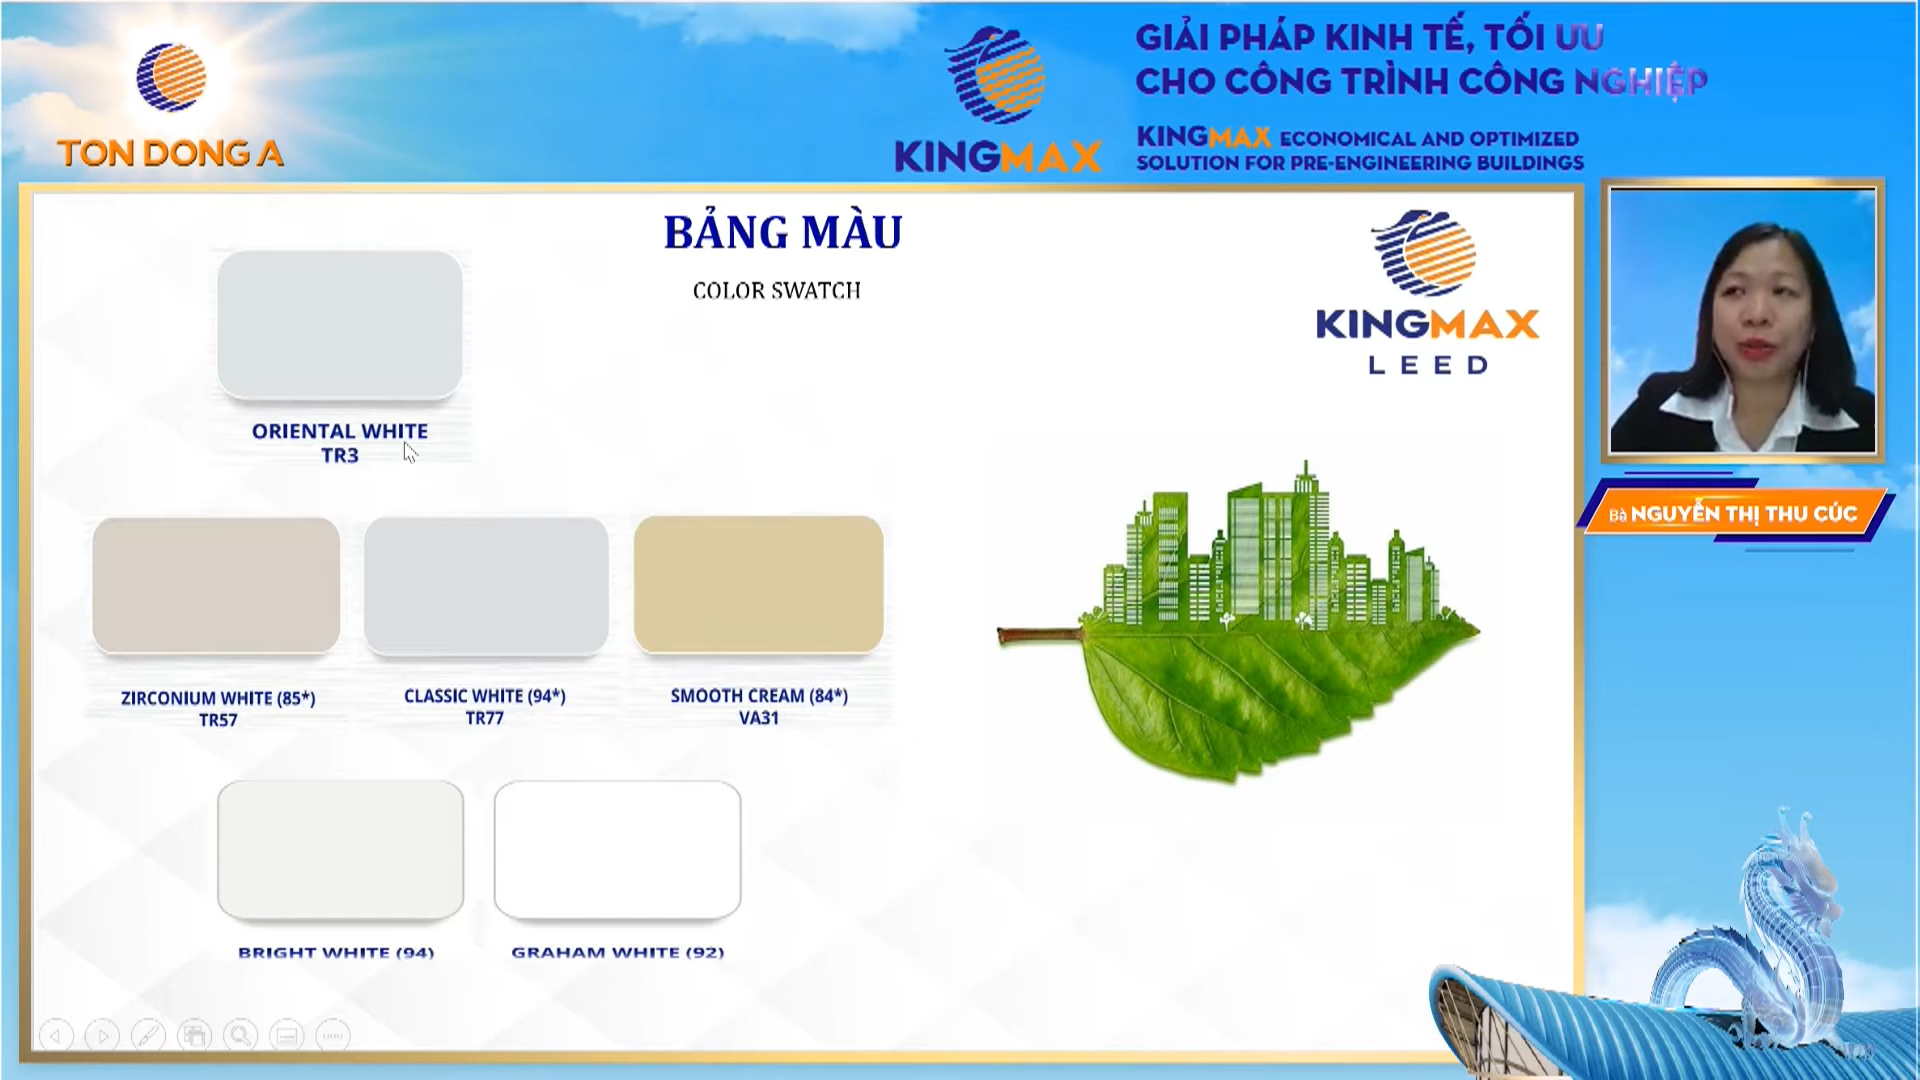 TON DONG A
KINGMAX
GIẢI PHÁP KINH TẾ, TỐI ƯU
CHO CÔNG TRÌNH CÔNG NGHIỆP
KINGMAX ECONOMICAL AND OPTIMIZED
SOLUTION FOR PRE-ENGINEERING BUILDINGS
BẢNG MÀU
COLOR SWATCH
KINGMAX
LEED
ORIENTAL WHITE
TR3
Bà NGUYỄN THỊ THU CÚC
ZIRCONIUM WHITE (85*)
TR57
CLASSIC WHITE (94*)
TR77
SMOOTH CREAM (84*)
VA31
BRIGHT WHITE (94)
GRAHAM WHITE (92)